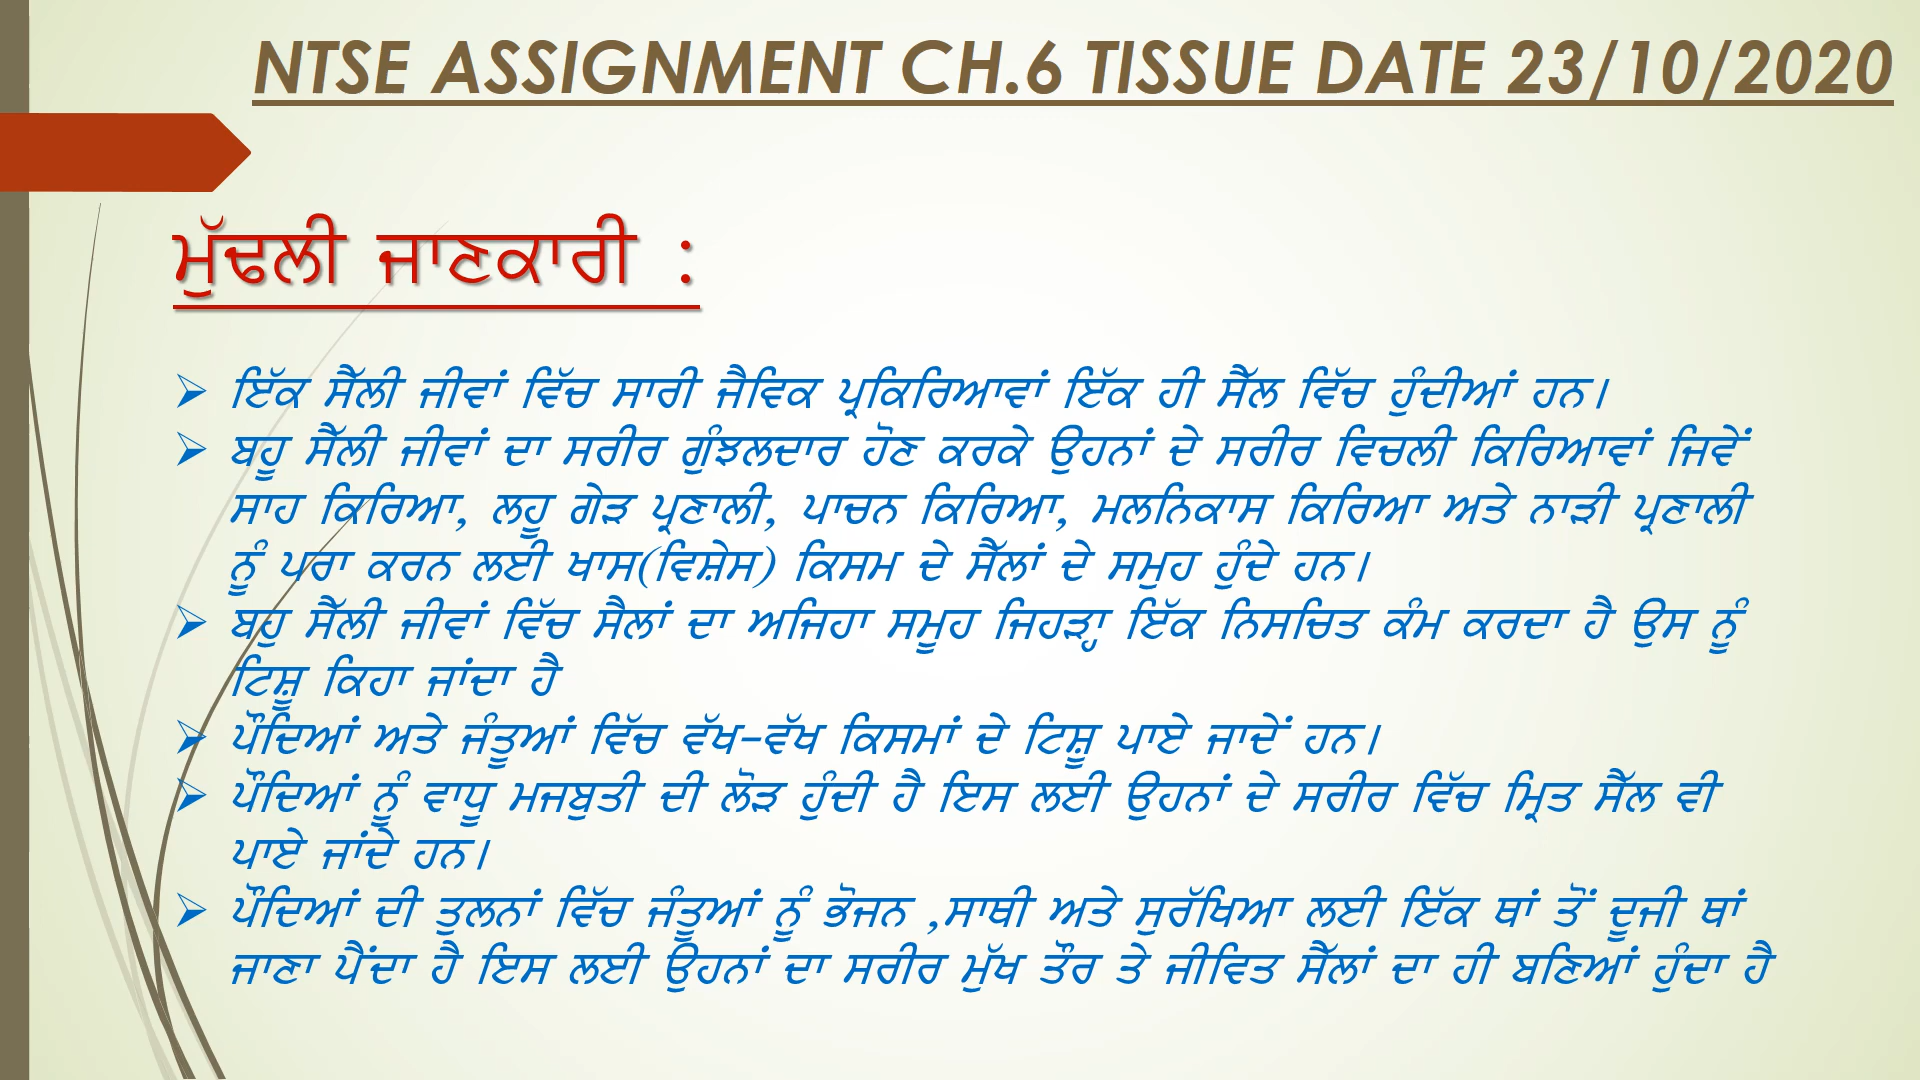 NTSE ASSIGNMENT CH.6 TISSUE DATE 23/10/2020
ਮੁੱਢਲੀ ਜਾਣਕਾਰੀ :
ਇੱਕ ਸੈੱਲੀ ਜੀਵਾਂ ਵਿੱਚ ਸਾਰੀ ਜੈਵਿਕ ਪ੍ਰਕਿਰਿਆਵਾਂ ਇੱਕ ਹੀ ਸੈੱਲ ਵਿੱਚ ਹੁੰਦੀਆਂ ਹਨ।
ਬਹੂ ਸੈੱਲੀ ਜੀਵਾਂ ਦਾ ਸਰੀਰ ਗੁੰਝਲਦਾਰ ਹੋਣ ਕਰਕੇ ਉਹਨਾਂ ਦੇ ਸਰੀਰ ਵਿਚਲੀ ਕਿਰਿਆਵਾਂ ਜਿਵੇਂ
ਸਾਹ ਕਿਰਿਆ, ਲਹੂ ਗੇੜ ਪ੍ਰਣਾਲੀ, ਪਾਚਨ ਕਿਰਿਆ, ਮਲਨਿਕਾਸ ਕਿਰਿਆ ਅਤੇ ਨਾੜੀ ਪ੍ਰਣਾਲੀ
ਨੂੰ ਪਰਾ ਕਰਨ ਲਈ ਖਾਸ(ਵਿਸ਼ੇਸ) ਕਿਸਮ ਦੇ ਸੈੱਲਾਂ ਦੇ ਸਮੁਹ ਹੁੰਦੇ ਹਨ।
ਬਹੁ ਸੈੱਲੀ ਜੀਵਾਂ ਵਿੱਚ ਸੈਲਾਂ ਦਾ ਅਜਿਹਾ ਸਮੂਹ ਜਿਹੜ੍ਹਾ ਇੱਕ ਨਿਸਚਿਤ ਕੰਮ ਕਰਦਾ ਹੈ ਉਸ ਨੂੰ
ਟਿਸ਼ੂ ਕਿਹਾ ਜਾਂਦਾ ਹੈ
ਪੌਦਿਆਂ ਅਤੇ ਜੰਤੂਆਂ ਵਿੱਚ ਵੱਖ-ਵੱਖ ਕਿਸਮਾਂ ਦੇ ਟਿਸ਼ੂ ਪਾਏ ਜਾਦੇਂ ਹਨ।
ਪੌਦਿਆਂ ਨੂੰ ਵਾਧੂ ਮਜਬੁਤੀ ਦੀ ਲੋੜ ਹੁੰਦੀ ਹੈ ਇਸ ਲਈ ਉਹਨਾਂ ਦੇ ਸਰੀਰ ਵਿੱਚ ਮ੍ਰਿਤ ਸੈੱਲ ਵੀ
ਪਾਏ ਜਾਂਦੇ ਹਨ।
ਪੌਦਿਆਂ ਦੀ ਤੁਲਨਾਂ ਵਿੱਚ ਜੰਤੂਆਂ ਨੂੰ ਭੋਜਨ ,ਸਾਥੀ ਅਤੇ ਸੁਰੱਖਿਆ ਲਈ ਇੱਕ ਥਾਂ ਤੋਂ ਦੂਜੀ ਥਾਂ
ਜਾਣਾ ਪੈਂਦਾ ਹੈ ਇਸ ਲਈ ਉਹਨਾਂ ਦਾ ਸਰੀਰ ਮੁੱਖ ਤੌਰ ਤੇ ਜੀਵਿਤ ਸੈੱਲਾਂ ਦਾ ਹੀ ਬਣਿਆਂ ਹੁੰਦਾ ਹੈ